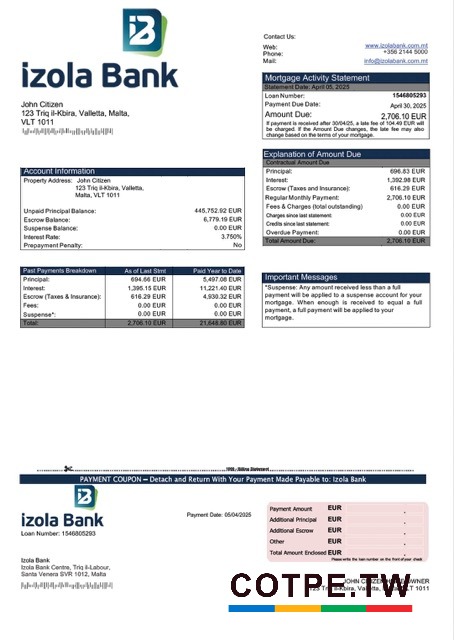 izola Bank
Contact Us:
Web: www.izolabank.com.mt
Phone: +356 2144 5000
Mail: info@izolabank.com.mt
John Citizen
123 Triq il-Kbira, Valletta, Malta,
VLT 1011
Mortgage Activity Statement
Statement Date: April 05, 2025
Loan Number: 1546805293
Payment Due Date: April 30, 2025
Amount Due: 2,706.10 EUR
If payment is received after 30/04/25, a late fee of 104.49 EUR will
be charged. If the Amount Due changes, the late fee may also
change based on the terms of your mortgage.
Explanation of Amount Due
Contractual Amount Due
Principal: 696.83 EUR
Interest: 1,392.98 EUR
Escrow (Taxes and Insurance): 616.29 EUR
Regular Monthly Payment: 2,706.10 EUR
Fees & Charges (total outstanding) 0.00 EUR
Charges since last statement: 0.00 EUR
Credits since last statement: 0.00 EUR
Overdue Payment: 0.00 EUR
Total Amount Due: 2,706.10 EUR
Account Information
Property Address: John Citizen
123 Triq il-Kbira, Valletta,
Malta, VLT 1011
Unpaid Principal Balance: 445,752.92 EUR
Escrow Balance: 6,779.19 EUR
Suspense Balance: 0.00 EUR
Interest Rate: 3.750%
Prepayment Penalty: No
Past Payments Breakdown As of Last Stmt Paid Year to Date
Principal: 694.66 EUR 5,497.08 EUR
Interest: 1,395.15 EUR 11,221.40 EUR
Escrow (Taxes & Insurance): 616.29 EUR 4,930.32 EUR
Fees: 0.00 EUR 0.00 EUR
Suspense*: 0.00 EUR 0.00 EUR
Total: 2,706.10 EUR 21,648.80 EUR
Important Messages
*Suspense: Any amount received less than a full
payment will be applied to a suspense account for your
mortgage. When enough is received to equal a full
payment, a full payment will be applied to your
mortgage.
Billing Statement
PAYMENT COUPON – Detach and Return With Your Payment Made Payable to: Izola Bank
izola Bank
Loan Number: 1546805293
Payment Date: 05/04/2025
Payment Amount EUR
Additional Principal EUR
Additional Escrow EUR
Other EUR
Total Amount Enclosed EUR
Please write the loan number on the front of your check
Izola Bank
Izola Bank Centre, Triq il-Labour,
Santa Venera SVR 1012, Malta
COTPE.TW